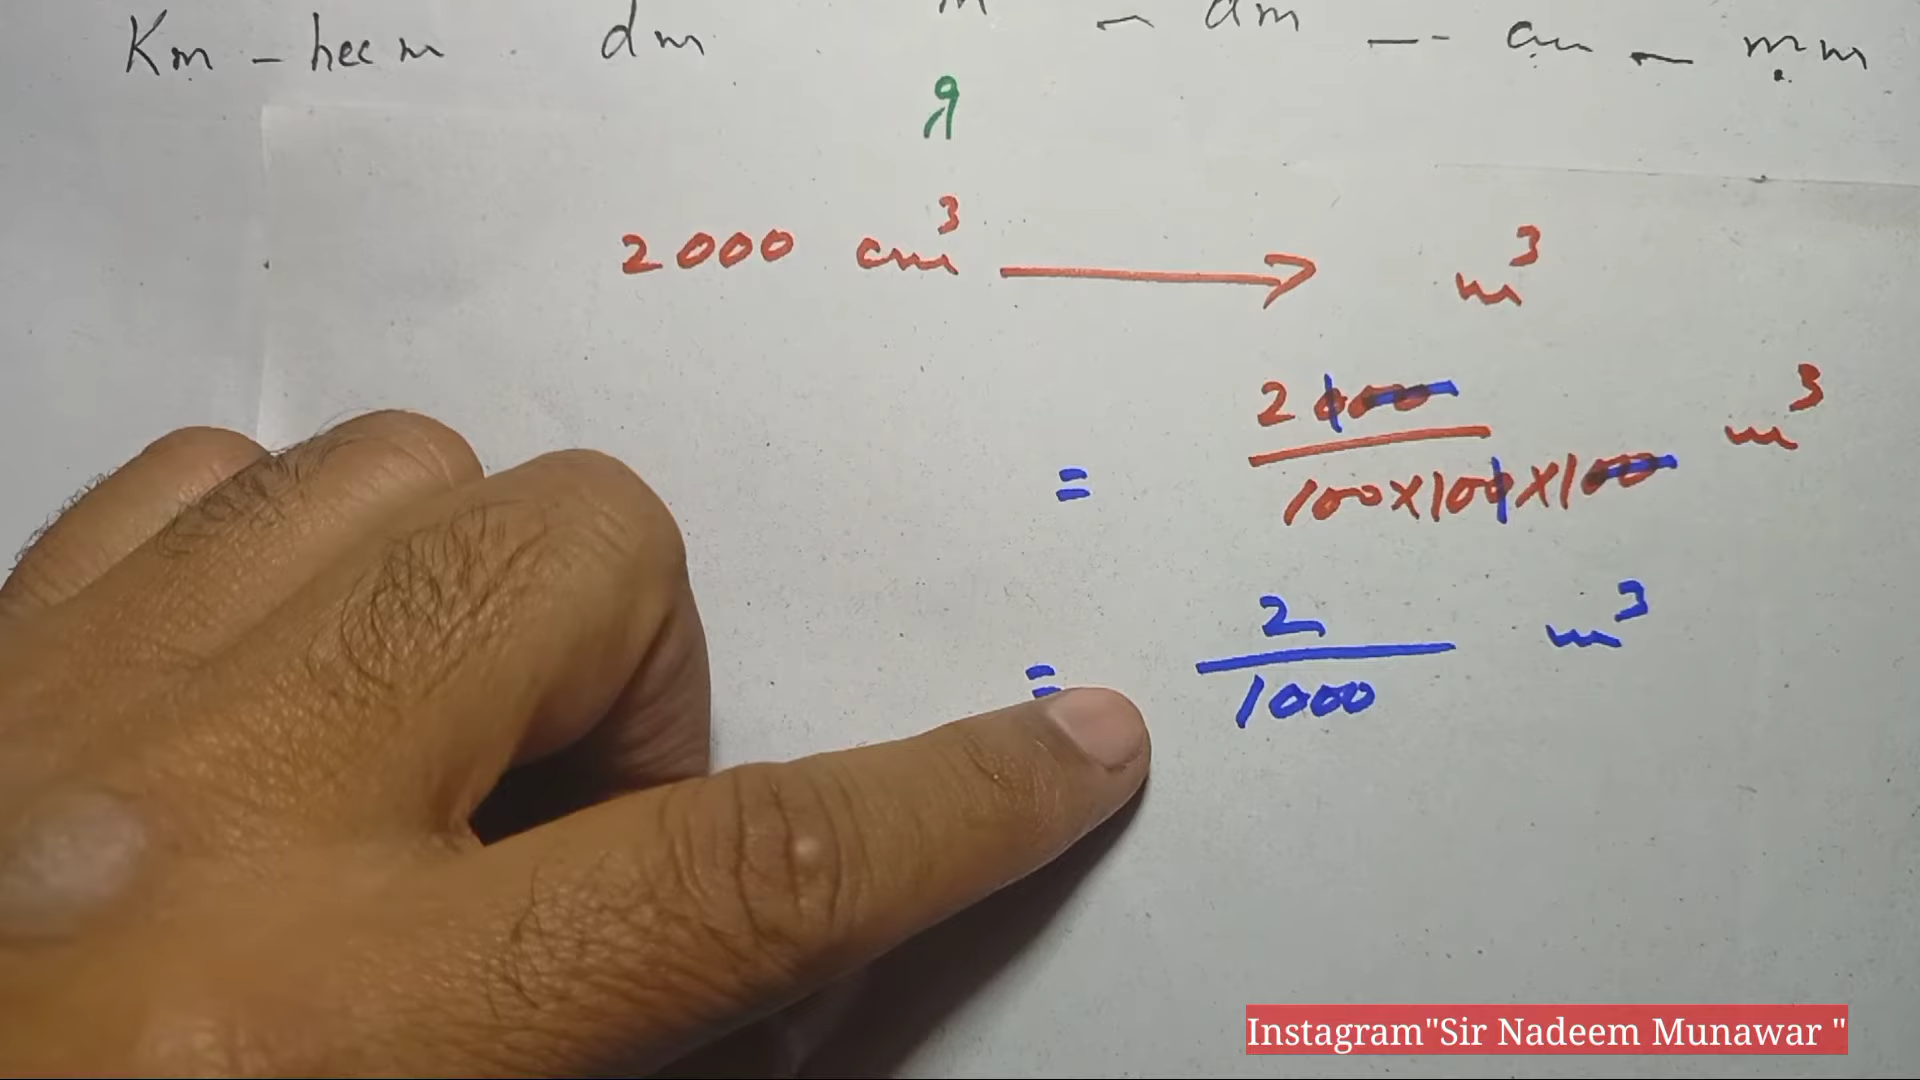 Km - hec m dm m - dm -- cm - mm
2000 cm³ → m³
= 2000/100×100×100 m³
= 2/1000 m³
Instagram"Sir Nadeem Munawar "